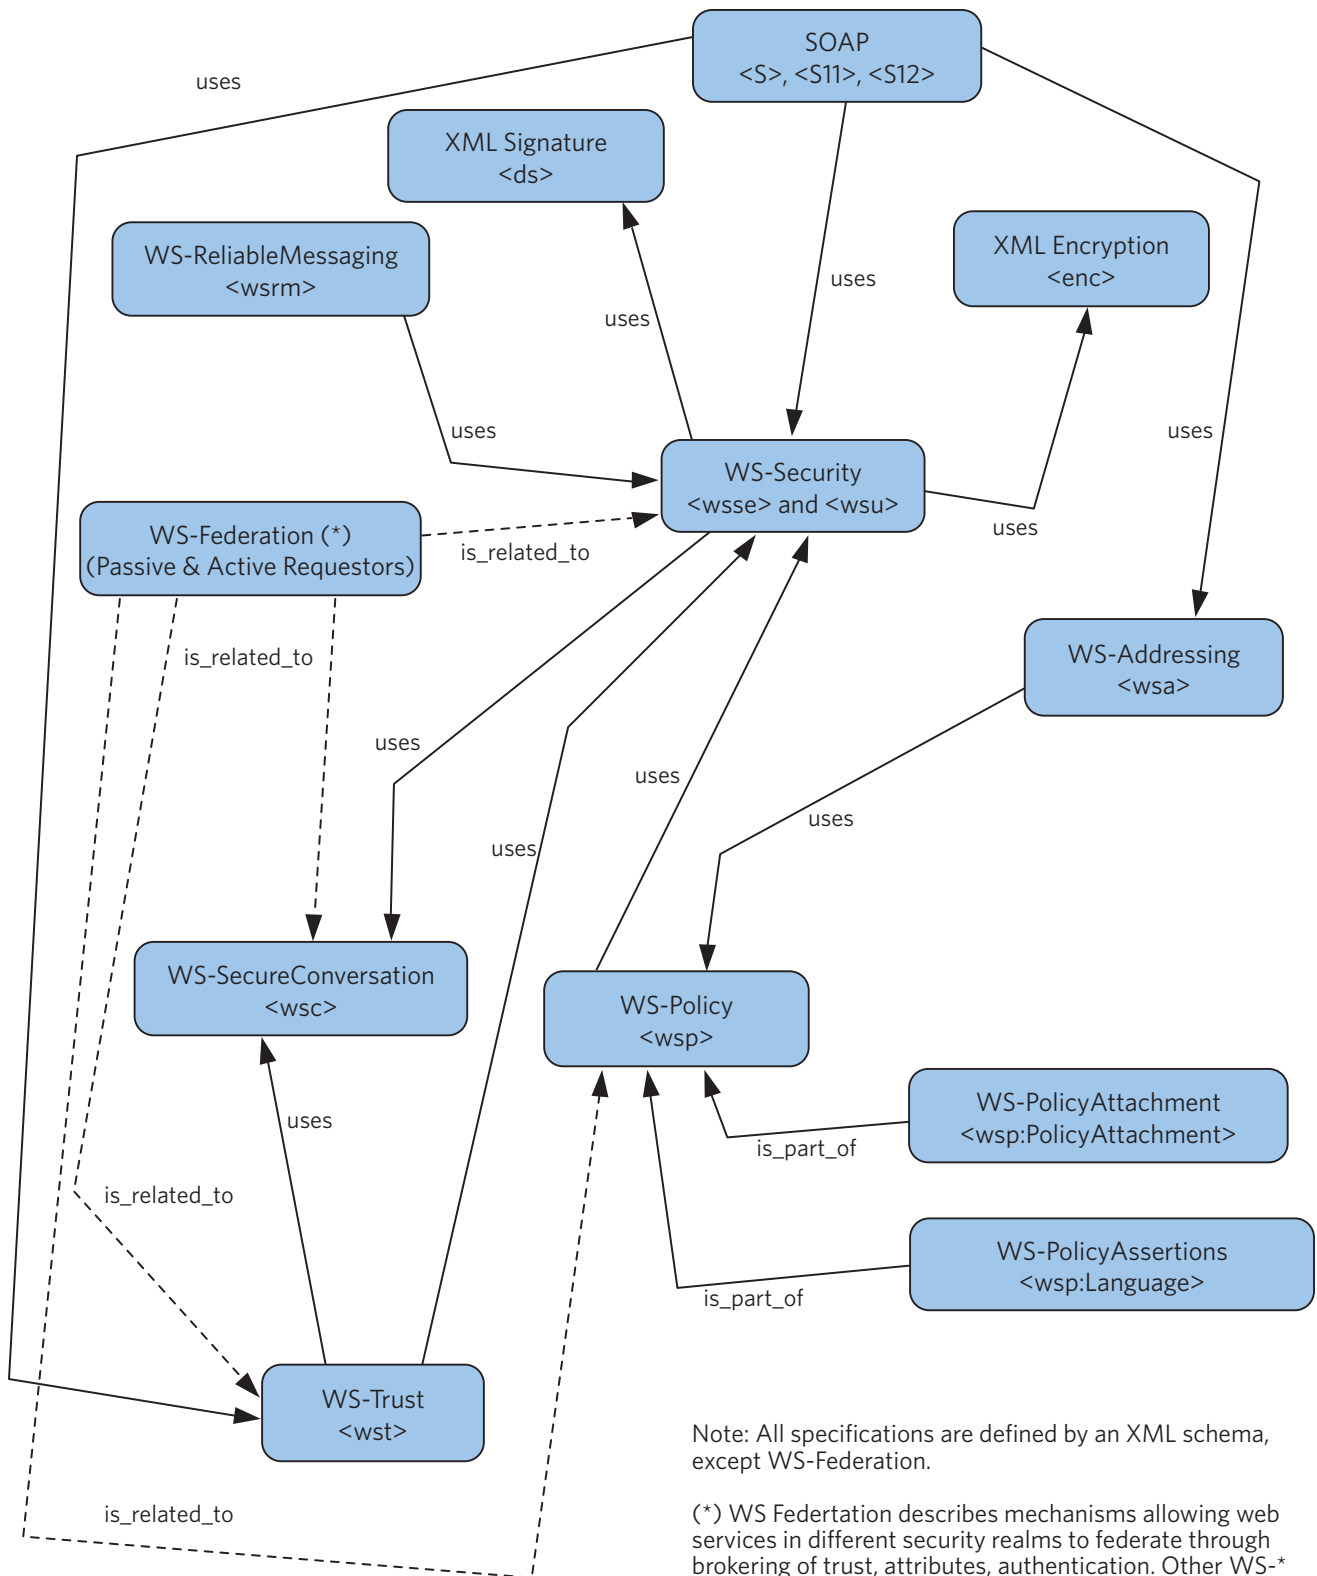 SOAP
<S>, <S11>, <S12>
uses
XML Signature
<ds>
WS-ReliableMessaging
<wsrm>
XML Encryption
<enc>
uses
uses
uses
uses
WS-Security
<wsse> and <wsu>
uses
WS-Federation (*)
(Passive & Active Requestors)
is_related_to
is_related_to
WS-Addressing
<wsa>
uses
uses
uses
uses
WS-SecureConversation
<wsc>
WS-Policy
<wsp>
uses
WS-PolicyAttachment
<wsp:PolicyAttachment>
is_part_of
is_related_to
WS-PolicyAssertions
<wsp:Language>
is_part_of
WS-Trust
<wst>
is_related_to
Note: All specifications are defined by an XML schema,
except WS-Federation.
(*) WS Federtation describes mechanisms allowing web
services in different security realms to federate through
brokering of trust, attributes, authentication. Other WS-*